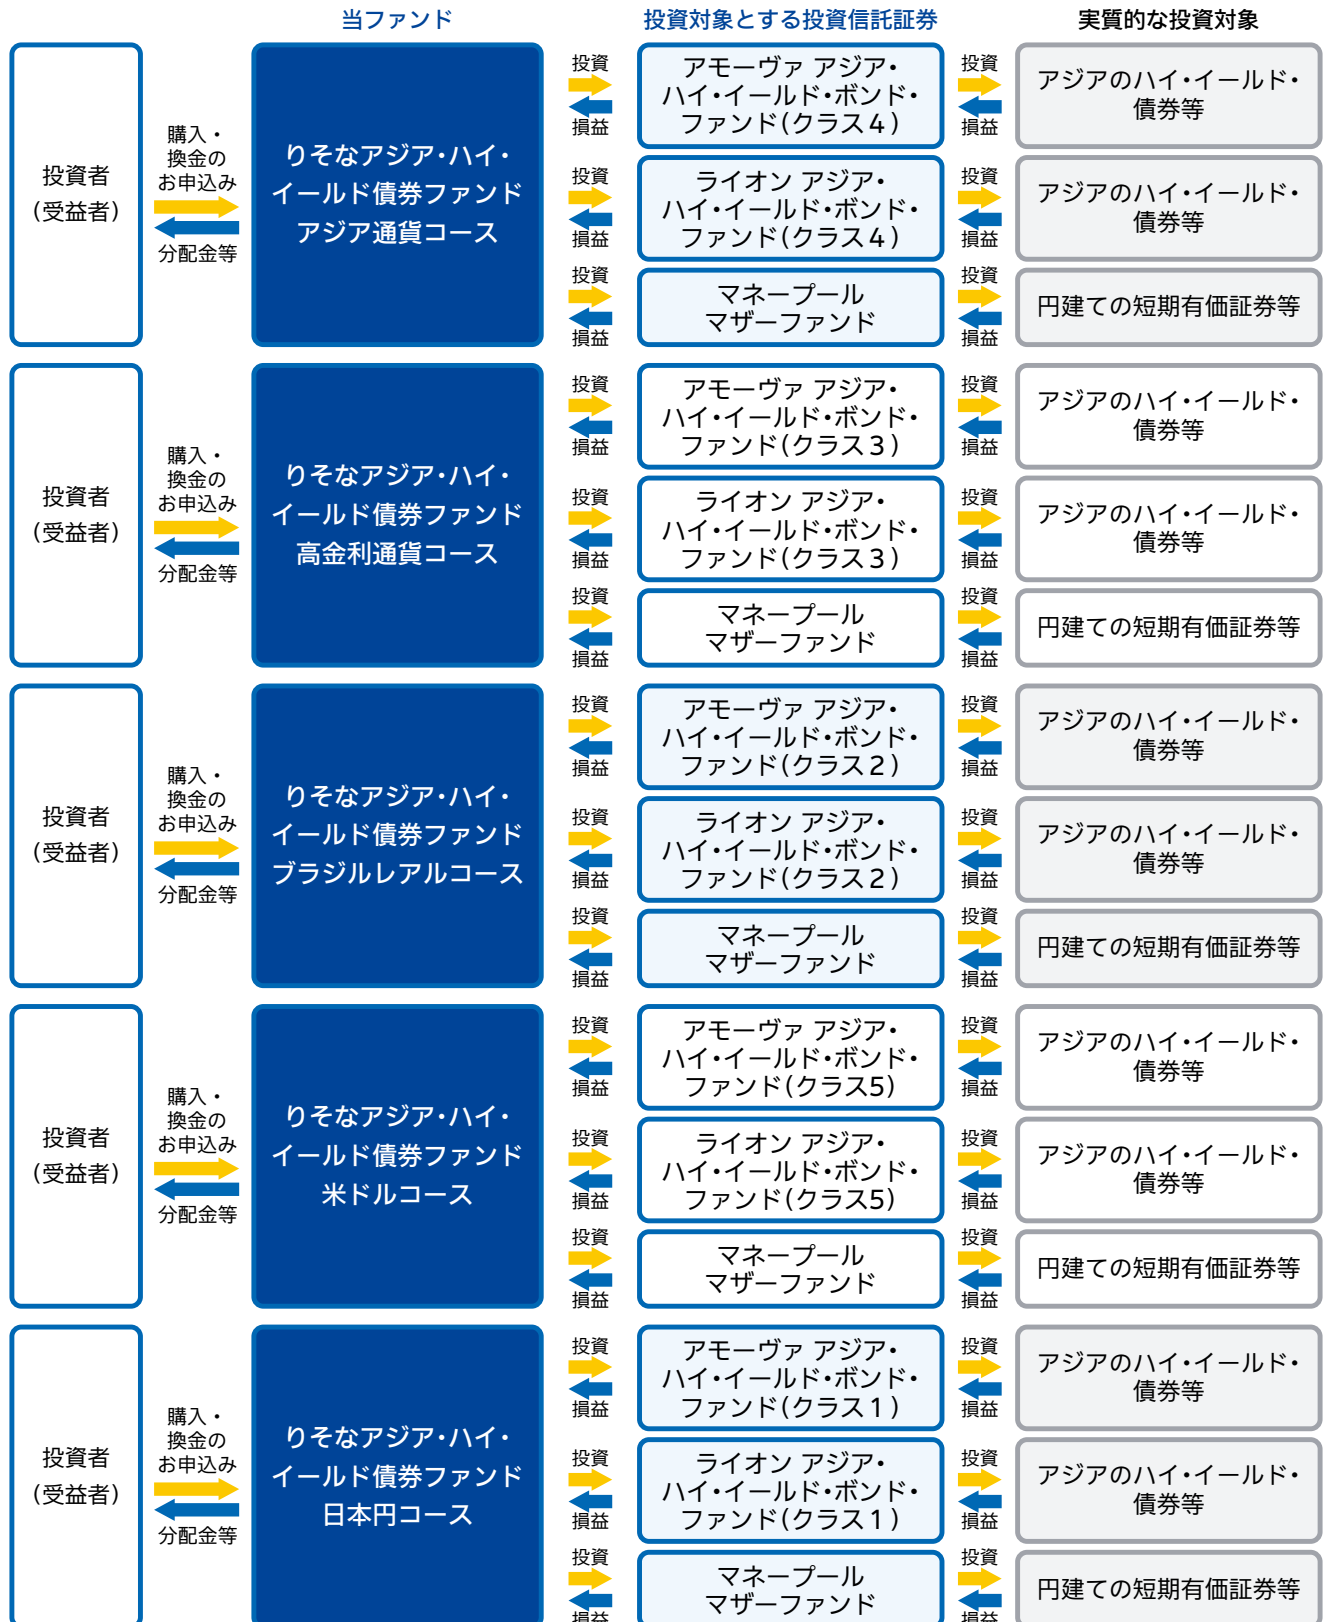 当ファンド
投資対象とする投資信託証券
実質的な投資対象
投資者
(受益者)
購入・
換金の
お申込み
分配金等
りそなアジア・ハイ・
イールド債券ファンド
アジア通貨コース
投資
損益
アモーヴァ アジア・
ハイ・イールド・ボンド・
ファンド(クラス４)
投資
損益
アジアのハイ・イールド・
債券等
投資
損益
ライオン アジア・
ハイ・イールド・ボンド・
ファンド(クラス４)
投資
損益
アジアのハイ・イールド・
債券等
投資
損益
マネープール
マザーファンド
投資
損益
円建ての短期有価証券等
投資者
(受益者)
購入・
換金の
お申込み
分配金等
りそなアジア・ハイ・
イールド債券ファンド
高金利通貨コース
投資
損益
アモーヴァ アジア・
ハイ・イールド・ボンド・
ファンド(クラス３)
投資
損益
アジアのハイ・イールド・
債券等
投資
損益
ライオン アジア・
ハイ・イールド・ボンド・
ファンド(クラス３)
投資
損益
アジアのハイ・イールド・
債券等
投資
損益
マネープール
マザーファンド
投資
損益
円建ての短期有価証券等
投資者
(受益者)
購入・
換金の
お申込み
分配金等
りそなアジア・ハイ・
イールド債券ファンド
ブラジルレアルコース
投資
損益
アモーヴァ アジア・
ハイ・イールド・ボンド・
ファンド(クラス２)
投資
損益
アジアのハイ・イールド・
債券等
投資
損益
ライオン アジア・
ハイ・イールド・ボンド・
ファンド(クラス２)
投資
損益
アジアのハイ・イールド・
債券等
投資
損益
マネープール
マザーファンド
投資
損益
円建ての短期有価証券等
投資者
(受益者)
購入・
換金の
お申込み
分配金等
りそなアジア・ハイ・
イールド債券ファンド
米ドルコース
投資
損益
アモーヴァ アジア・
ハイ・イールド・ボンド・
ファンド(クラス5)
投資
損益
アジアのハイ・イールド・
債券等
投資
損益
ライオン アジア・
ハイ・イールド・ボンド・
ファンド(クラス5)
投資
損益
アジアのハイ・イールド・
債券等
投資
損益
マネープール
マザーファンド
投資
損益
円建ての短期有価証券等
投資者
(受益者)
購入・
換金の
お申込み
分配金等
りそなアジア・ハイ・
イールド債券ファンド
日本円コース
投資
損益
アモーヴァ アジア・
ハイ・イールド・ボンド・
ファンド(クラス１)
投資
損益
アジアのハイ・イールド・
債券等
投資
損益
ライオン アジア・
ハイ・イールド・ボンド・
ファンド(クラス１)
投資
損益
アジアのハイ・イールド・
債券等
投資
損益
マネープール
マザーファンド
投資
損益
円建ての短期有価証券等